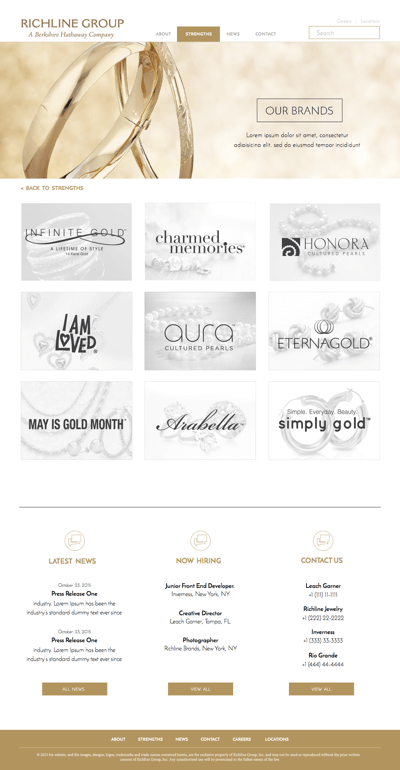 RICHLINE GROUP
A Berkshire Hathaway Company
Careers | Locations
ABOUT STRENGTHS NEWS CONTACT
Search
OUR BRANDS
Lorem ipsum dolor sit amet, consectetur
adipisicing elit, sed do eiusmod tempor incididunt
« BACK TO STRENGTHS
INFINITE GOLD™
A LIFETIME OF STYLE
14 Karat Gold
charmed
memories®
HONORA
CULTURED PEARLS
I AM
LOVED®
aura
CULTURED PEARLS
ETERNAGOLD®
MAY IS GOLD MONTH™
Arabella™
Simple. Everyday. Beauty.
simply gold™
LATEST NEWS
October 23, 2015
Press Release One
industry. Lorem Ipsum has been the
industry's standard dummy text ever since
October 23, 2015
Press Release One
industry. Lorem Ipsum has been the
industry's standard dummy text ever since
ALL NEWS
NOW HIRING
Junior Front End Developer.
Inverness, New York, NY
Creative Director
Leach Garner, Tampa, FL
Photographer
Richline Brands, New York, NY
VIEW ALL
CONTACT US
Leach Garner
+1 (111) 11-1111
Richline Jewelry
+1 (222) 22-2222
Inverness
+1 (333) 33-3333
Rio Grande
+1 (444) 44-4444
VIEW ALL
ABOUT STRENGTHS NEWS CONTACT CAREERS LOCATIONS